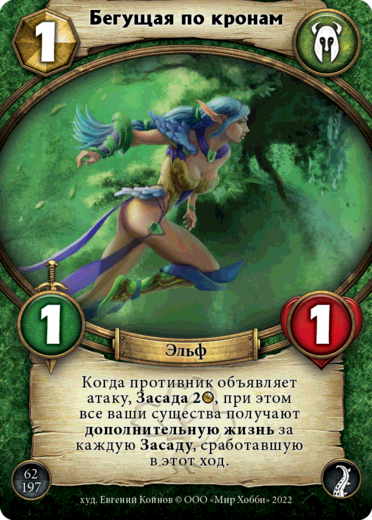 Бегущая по кронам
1
1
1
Эльф
Когда противник объявляет
атаку, Засада 2, при этом
все ваши существа получают
дополнительную жизнь за
каждую Засаду, сработавшую
в этот ход.
62
197
худ. Евгений Койнов © ООО «Мир Хобби» 2022